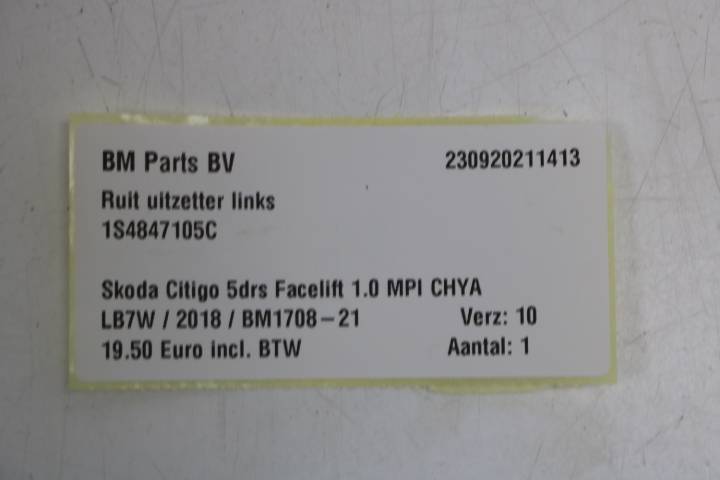 BM Parts BV 230920211413
Ruit uitzetter links
1S4847105C
Skoda Citigo 5drs Facelift 1.0 MPI CHYA
LB7W / 2018 / BM1708-21 Verz: 10
19.50 Euro incl. BTW Aantal: 1